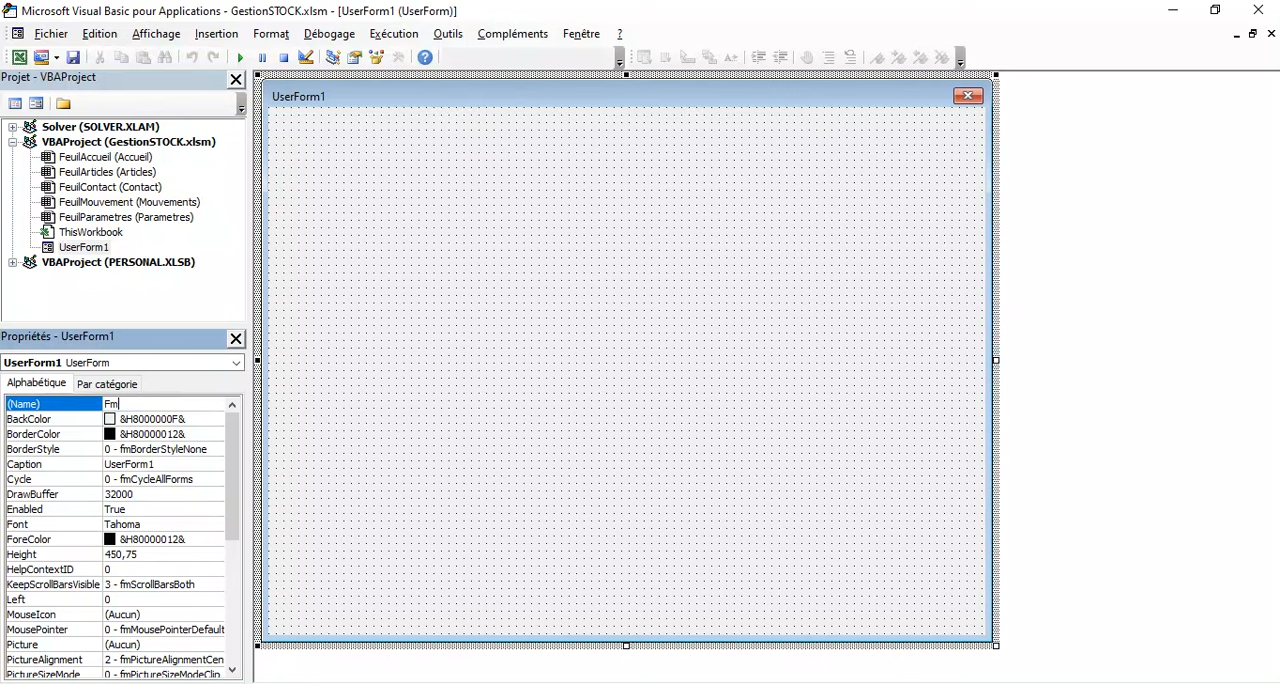 Microsoft Visual Basic pour Applications - GestionSTOCK.xlsm - [UserForm1 (UserForm)]
Fichier Edition Affichage Insertion Format Débogage Exécution Outils Compléments Fenêtre ?
Projet - VBAProject
Solver (SOLVER.XLAM)
VBAProject (GestionSTOCK.xlsm)
FeuilAccueil (Accueil)
FeuilArticles (Articles)
FeuilContact (Contact)
FeuilMouvement (Mouvements)
FeuilParametres (Parametres)
ThisWorkbook
UserForm1
VBAProject (PERSONAL.XLSB)
Propriétés - UserForm1
UserForm1 UserForm
Alphabétique Par catégorie
(Name) Fm
BackColor &H8000000F&
BorderColor &H80000012&
BorderStyle 0 - fmBorderStyleNone
Caption UserForm1
Cycle 0 - fmCycleAllForms
DrawBuffer 32000
Enabled True
Font Tahoma
ForeColor &H80000012&
Height 450,75
HelpContextID 0
KeepScrollBarsVisible 3 - fmScrollBarsBoth
Left 0
MouseIcon (Aucun)
MousePointer 0 - fmMousePointerDefault
Picture (Aucun)
PictureAlignment 2 - fmPictureAlignmentCen
PictureSizeMode 0 - fmPictureSizeModeClip
UserForm1